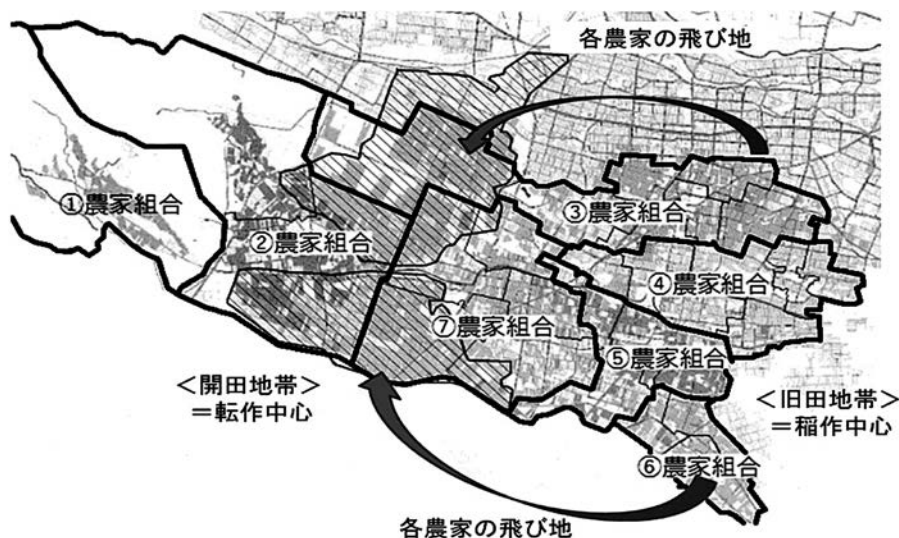 各農家の飛び地
①農家組合
②農家組合
③農家組合
④農家組合
⑦農家組合
⑤農家組合
＜開田地帯＞
＝転作中心
＜旧田地帯＞
＝稲作中心
⑥農家組合
各農家の飛び地